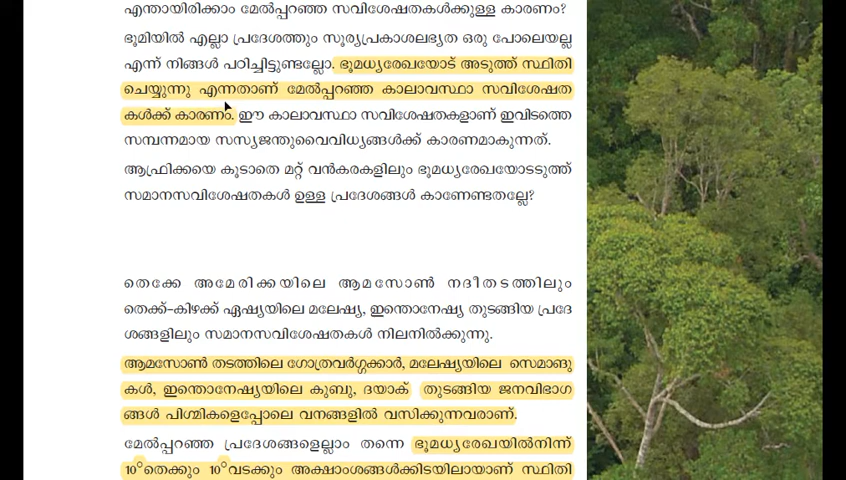 എന്തായിരിക്കാം മേൽപ്പറഞ്ഞ സവിശേഷതകൾക്കുള്ള കാരണം?
ഭൂമിയിൽ എല്ലാ പ്രദേശത്തും സൂര്യപ്രകാശലഭ്യത ഒരു പോലെയല്ല
എന്ന് നിങ്ങൾ പഠിച്ചിട്ടുണ്ടല്ലോ. ഭൂമധ്യരേഖയോട് അടുത്ത് സ്ഥിതി
ചെയ്യുന്നു എന്നതാണ് മേൽപ്പറഞ്ഞ കാലാവസ്ഥാ സവിശേഷത
കൾക്ക് കാരണം. ഈ കാലാവസ്ഥാ സവിശേഷതകളാണ് ഇവിടത്തെ
സമ്പന്നമായ സസ്യജന്തുവൈവിധ്യങ്ങൾക്ക് കാരണമാകുന്നത്.
ആഫ്രിക്കയെ കൂടാതെ മറ്റ് വൻകരകളിലും ഭൂമധ്യരേഖയോടടുത്ത്
സമാനസവിശേഷതകൾ ഉള്ള പ്രദേശങ്ങൾ കാണേണ്ടതല്ലേ?
തെക്കേ അമേരിക്കയിലെ ആമസോൺ നദീതടത്തിലും
തെക്ക്-കിഴക്ക് ഏഷ്യയിലെ മലേഷ്യ, ഇന്തോനേഷ്യ തുടങ്ങിയ പ്രദേ
ശങ്ങളിലും സമാനസവിശേഷതകൾ നിലനിൽക്കുന്നു.
ആമസോൺ തടത്തിലെ ഗോത്രവർഗ്ഗക്കാർ, മലേഷ്യയിലെ സെമാങു
കൾ, ഇന്തോനേഷ്യയിലെ കുബു, ദയാക് തുടങ്ങിയ ജനവിഭാഗ
ങ്ങൾ പിഗ്മികളെപ്പോലെ വനങ്ങളിൽ വസിക്കുന്നവരാണ്.
മേൽപ്പറഞ്ഞ പ്രദേശങ്ങളെല്ലാം തന്നെ ഭൂമധ്യരേഖയിൽനിന്ന്
10°തെക്കും 10°വടക്കും അക്ഷാംശങ്ങൾക്കിടയിലായാണ് സ്ഥിതി